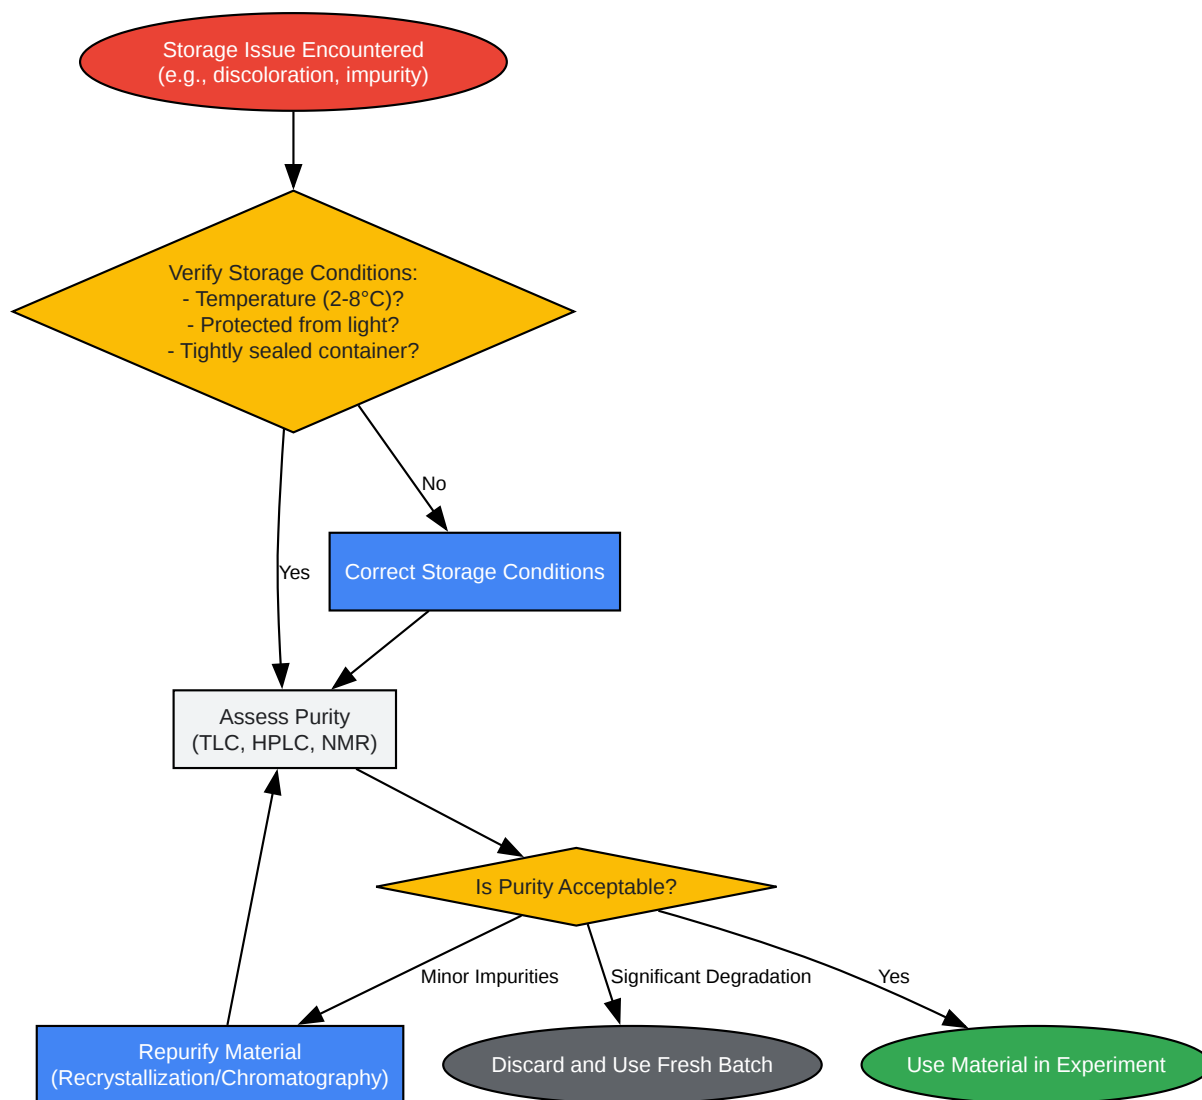 Storage Issue Encountered
(e.g., discoloration, impurity)
Verify Storage Conditions:
- Temperature (2-8°C)?
- Protected from light?
- Tightly sealed container?
No
Yes
Correct Storage Conditions
Assess Purity
(TLC, HPLC, NMR)
Is Purity Acceptable?
Minor Impurities
Significant Degradation
Yes
Repurify Material
(Recrystallization/Chromatography)
Discard and Use Fresh Batch
Use Material in Experiment